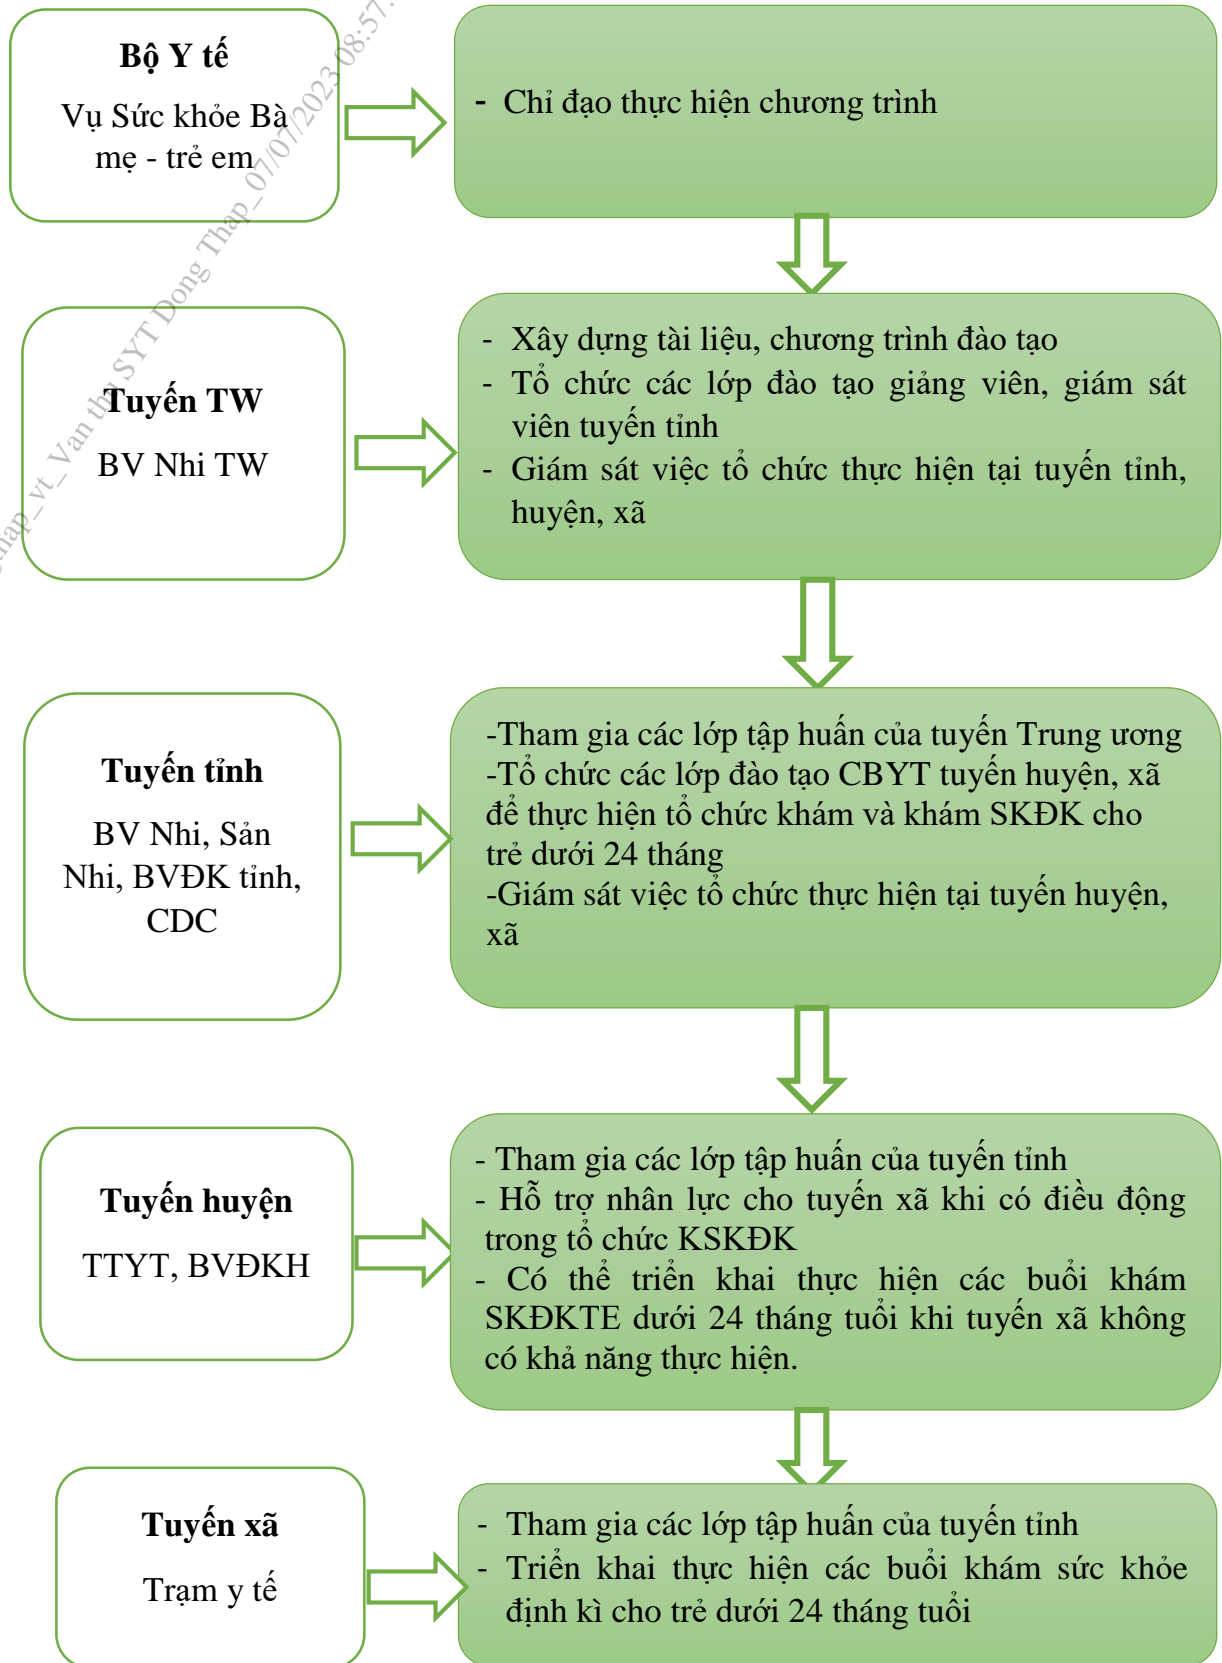 Bộ Y tế
Vụ Sức khỏe Bà
mẹ - trẻ em
- Chỉ đạo thực hiện chương trình
Tuyến TW
BV Nhi TW
- Xây dựng tài liệu, chương trình đào tạo
- Tổ chức các lớp đào tạo giảng viên, giám sát
viên tuyến tỉnh
- Giám sát việc tổ chức thực hiện tại tuyến tỉnh,
huyện, xã
Tuyến tỉnh
BV Nhi, Sản
Nhi, BVĐK tỉnh,
CDC
-Tham gia các lớp tập huấn của tuyến Trung ương
-Tổ chức các lớp đào tạo CBYT tuyến huyện, xã
để thực hiện tổ chức khám và khám SKĐK cho
trẻ dưới 24 tháng
-Giám sát việc tổ chức thực hiện tại tuyến huyện,
xã
Tuyến huyện
TTYT, BVĐKH
- Tham gia các lớp tập huấn của tuyến tỉnh
- Hỗ trợ nhân lực cho tuyến xã khi có điều động
trong tổ chức KSKĐK
- Có thể triển khai thực hiện các buổi khám
SKĐKTE dưới 24 tháng tuổi khi tuyến xã không
có khả năng thực hiện.
Tuyến xã
Trạm y tế
- Tham gia các lớp tập huấn của tuyến tỉnh
- Triển khai thực hiện các buổi khám sức khỏe
định kì cho trẻ dưới 24 tháng tuổi
vt_Van thu SYT Dong Thap_07/07/2023 08:57: